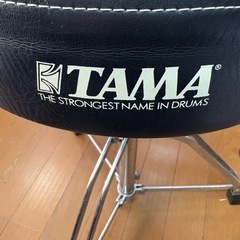 TAMA®
THE STRONGEST NAME IN DRUMS